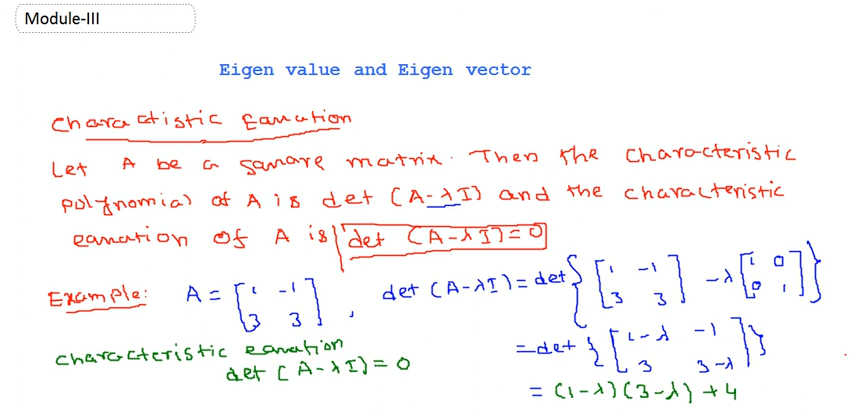 Module-III
Eigen value and Eigen vector
Charactistic Equation
Let A be a square matrix. Then the characteristic
polynomial of A is det (A-λI) and the characteristic
equation of A is det (A-λI)=0
Example: A = [1 -1; 3 3], det (A-λI) = det { [1 -1; 3 3] -λ [1 0; 0 1] }
= det { [1-λ -1; 3 3-λ] }
characteristic equation
det (A-λI) = 0
= (1-λ)(3-λ) +4